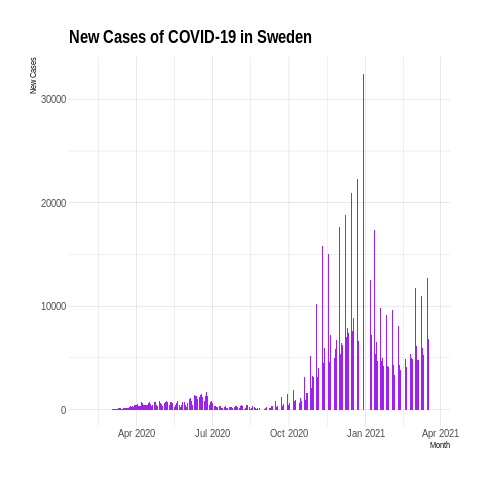 New Cases of COVID-19 in Sweden
New Cases
30000
20000
10000
0
Apr 2020 Jul 2020 Oct 2020 Jan 2021 Apr 2021
Month